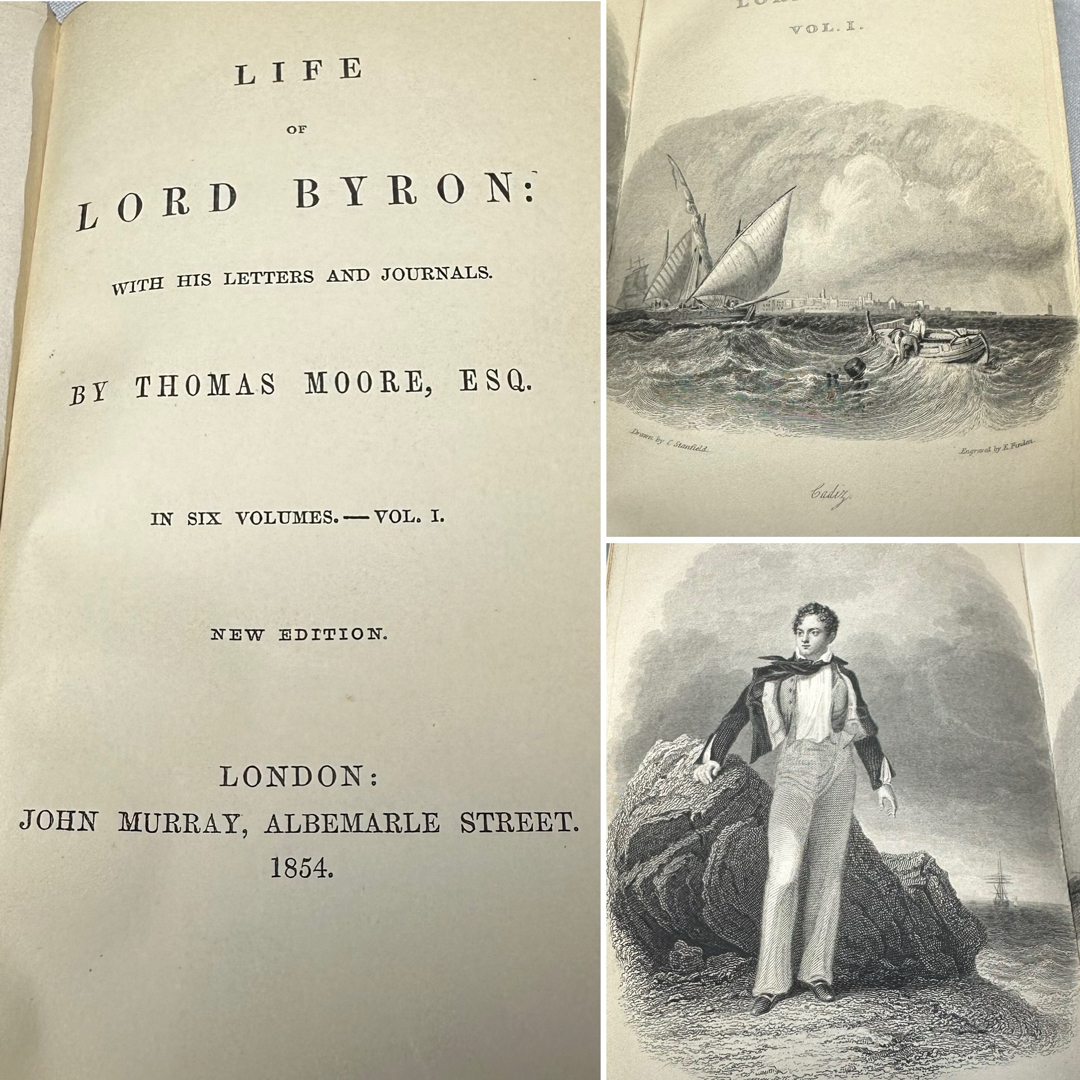 LIFE
OF
LORD BYRON:
WITH HIS LETTERS AND JOURNALS.
BY THOMAS MOORE, ESQ.
IN SIX VOLUMES.—VOL. I.
NEW EDITION.
LONDON:
JOHN MURRAY, ALBEMARLE STREET.
1854.
VOL. I.
Drawn by C. Stanfield.
Engraved by E. Finden.
Cadiz.